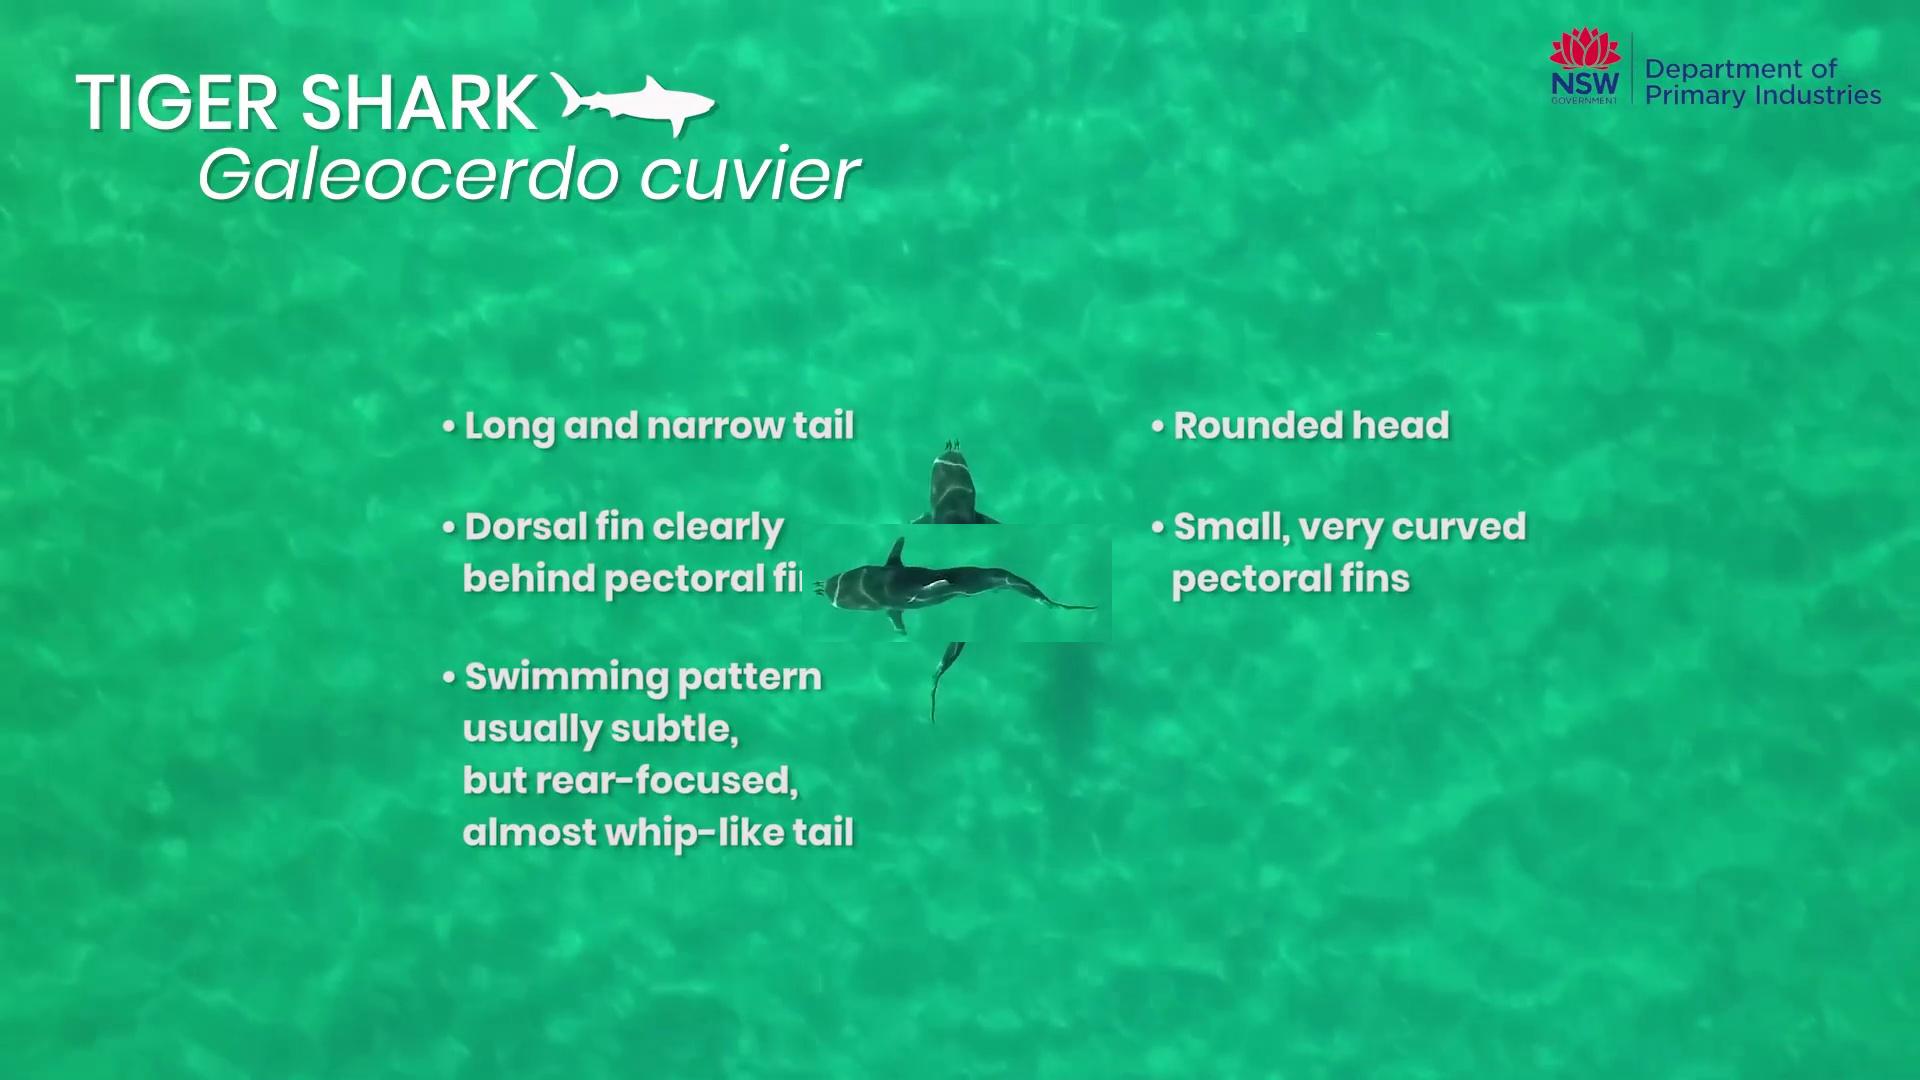 TIGER SHARK
Galeocerdo cuvier
NSW
GOVERNMENT
Department of
Primary Industries
• Long and narrow tail
• Dorsal fin clearly
behind pectoral
• Swimming pattern
usually subtle,
but rear-focused,
almost whip-like tail
• Rounded head
• Small, very curved
pectoral fins